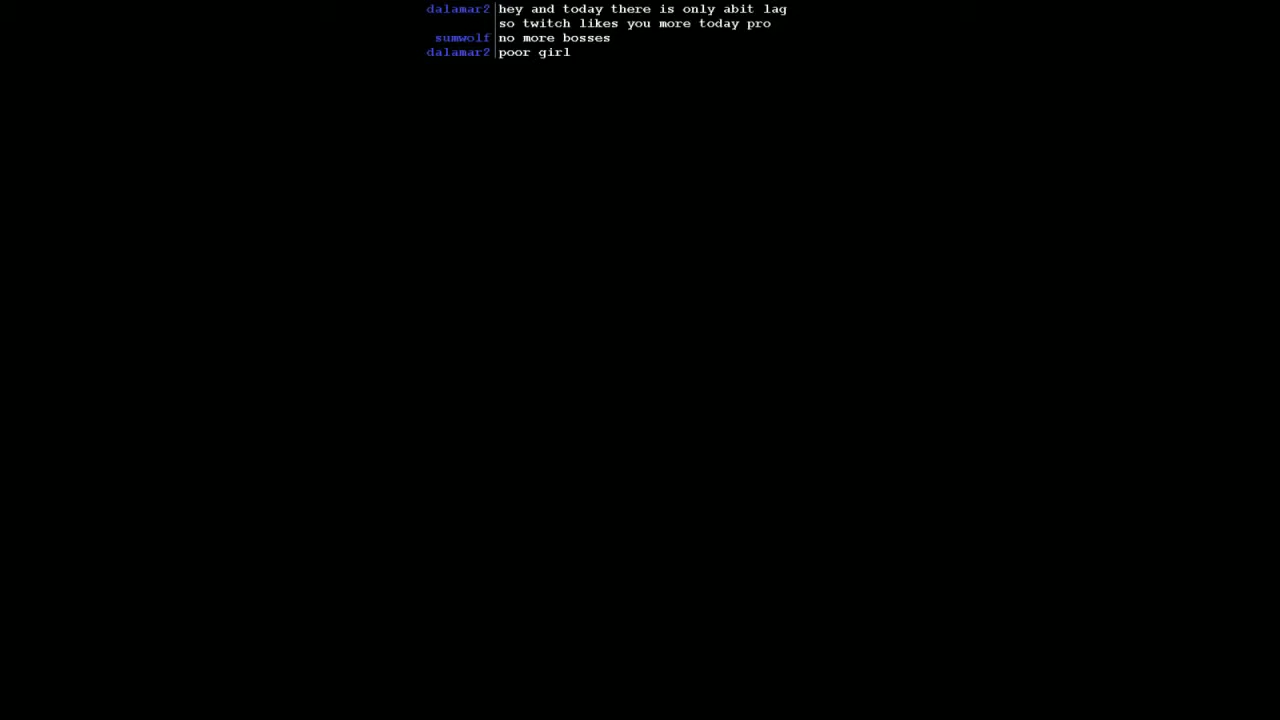 dalamar2 hey and today there is only abit lag
so twitch likes you more today pro
sumwolf no more bosses
dalamar2 poor girl